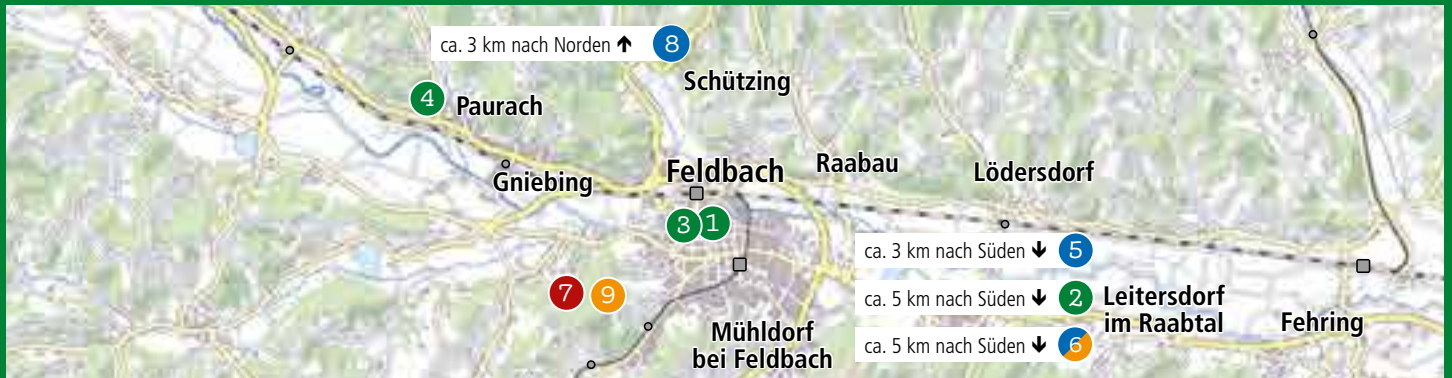 ca. 3 km nach Norden ↑ 8
Schützing
4
Paurach
Gniebing
Feldbach
Raabau
Lödersdorf
3 1
ca. 3 km nach Süden ↓ 5
7 9
ca. 5 km nach Süden ↓ 2
Leitersdorf
im Raabtal
Fehring
Mühldorf
bei Feldbach
ca. 5 km nach Süden ↓ 6